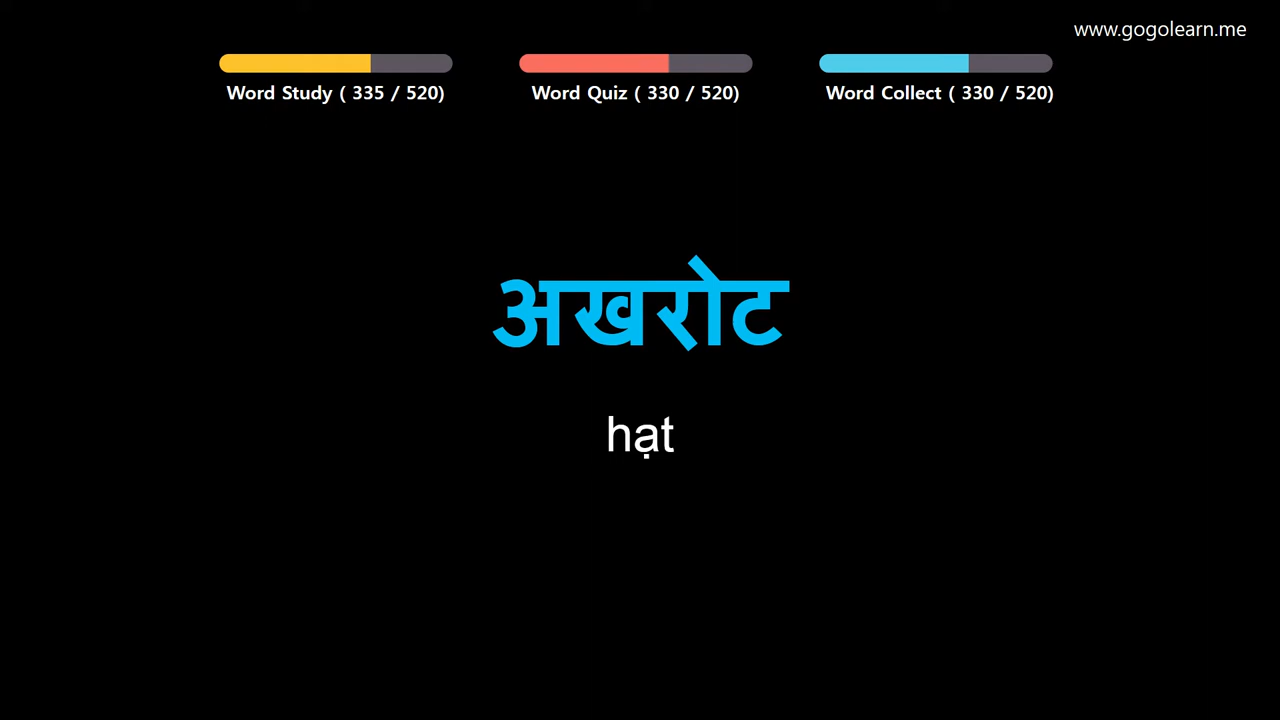 www.gogolearn.me
Word Study ( 335 / 520)
Word Quiz ( 330 / 520)
Word Collect ( 330 / 520)
अखरोट
hạt